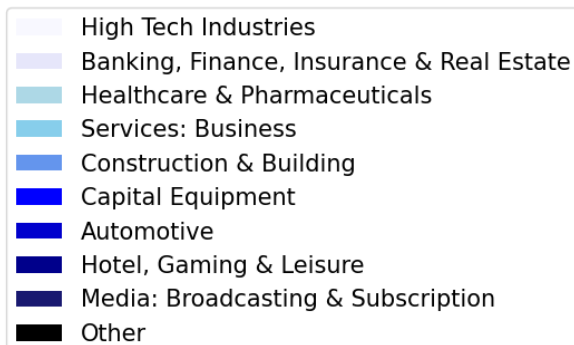 High Tech Industries
Banking, Finance, Insurance & Real Estate
Healthcare & Pharmaceuticals
Services: Business
Construction & Building
Capital Equipment
Automotive
Hotel, Gaming & Leisure
Media: Broadcasting & Subscription
Other